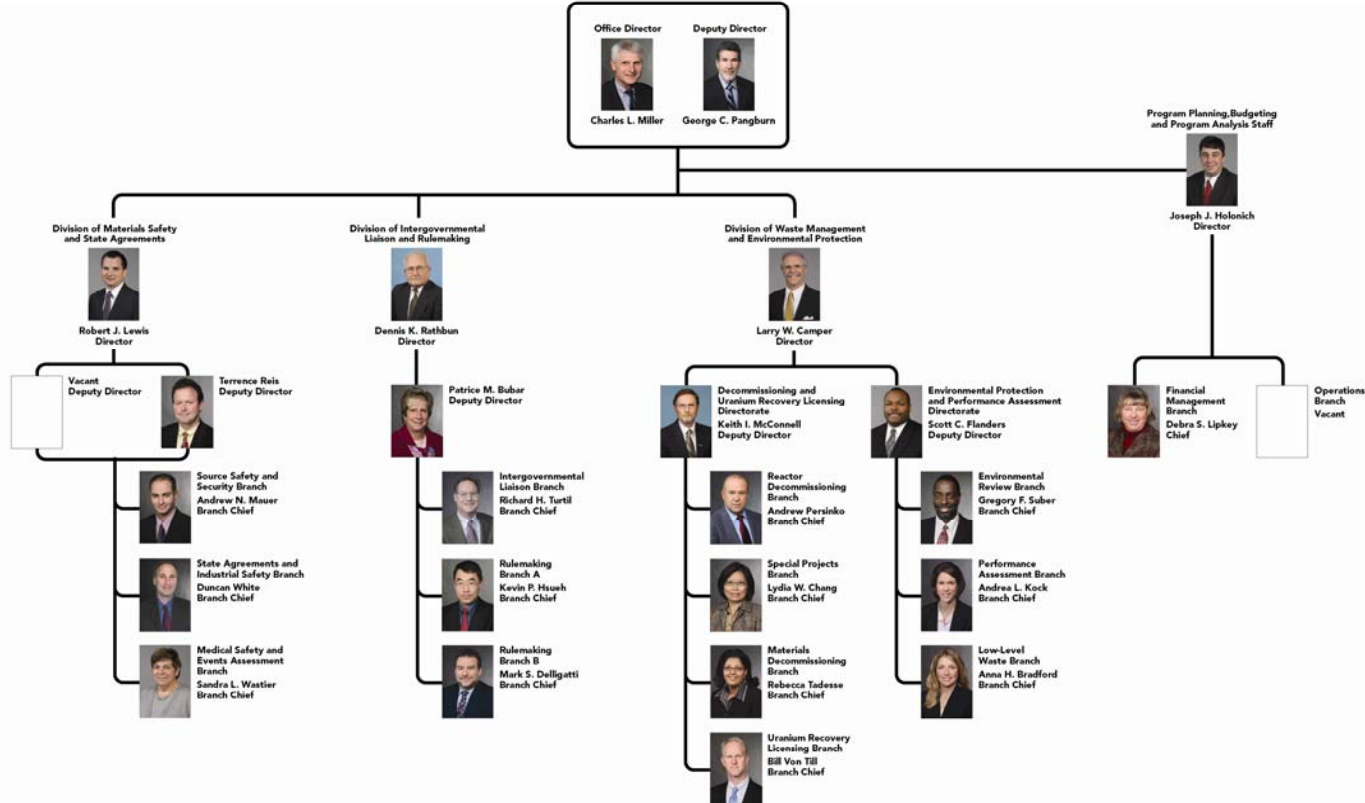 Office Director
Charles L. Miller
Deputy Director
George C. Pangburn
Program Planning,Budgeting
and Program Analysis Staff
Joseph J. Holonich
Director
Division of Materials Safety
and State Agreements
Robert J. Lewis
Director
Division of Intergovernmental
Liaison and Rulemaking
Dennis K. Rathbun
Director
Division of Waste Management
and Environmental Protection
Larry W. Camper
Director
Vacant
Deputy Director
Terrence Reis
Deputy Director
Source Safety and
Security Branch
Andrew N. Mauer
Branch Chief
State Agreements and
Industrial Safety Branch
Duncan White
Branch Chief
Medical Safety and
Events Assessment
Branch
Sandra L. Wastier
Branch Chief
Patrice M. Bubar
Deputy Director
Intergovernmental
Liaison Branch
Richard H. Turtil
Branch Chief
Rulemaking
Branch A
Kevin P. Hsueh
Branch Chief
Rulemaking
Branch B
Mark S. Delligatti
Branch Chief
Decommissioning and
Uranium Recovery Licensing
Directorate
Keith I. McConnell
Deputy Director
Reactor
Decommissioning
Branch
Andrew Persinko
Branch Chief
Special Projects
Branch
Lydia W. Chang
Branch Chief
Materials
Decommissioning
Branch
Rebecca Tadesse
Branch Chief
Uranium Recovery
Licensing Branch
Bill Von Till
Branch Chief
Environmental Protection
and Performance Assessment
Directorate
Scott C. Flanders
Deputy Director
Environmental
Review Branch
Gregory F. Suber
Branch Chief
Performance
Assessment Branch
Andrea L. Kock
Branch Chief
Low-Level
Waste Branch
Anna H. Bradford
Branch Chief
Financial
Management
Branch
Debra S. Lipkey
Chief
Operations
Branch
Vacant